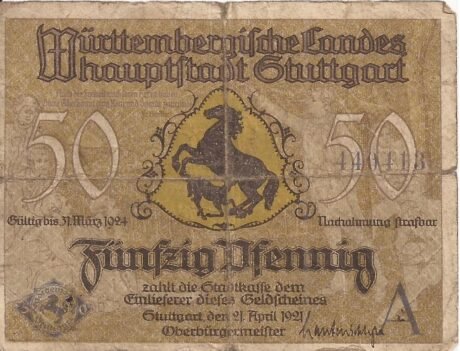 Württembergische Landes
hauptstadt Stuttgart
50
50
Gültig bis 31. März 1924
Nachahmung strafbar
Fünfzig Pfennig
zahlt die Stadtkasse dem
Einlieferer dieses Geldscheines
Stuttgart, den 21. April 1921/
Oberbürgermeister
A